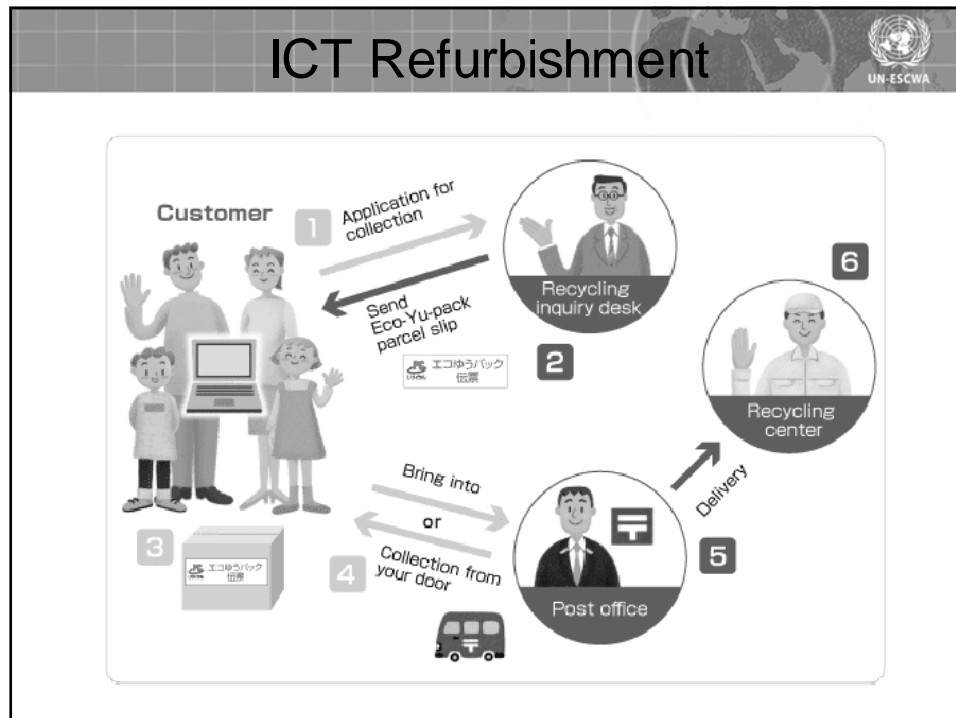 ICT Refurbishment
UN-ESCWA
Customer
1
Application for
collection
Send
Eco-Yu-pack
parcel slip
エコゆうパック
伝票
Recycling
inquiry desk
2
6
Recycling
center
Bring into
or
Collection from
your door
3
エコゆうパック
伝票
4
Post office
〒
〒
5
Delivery